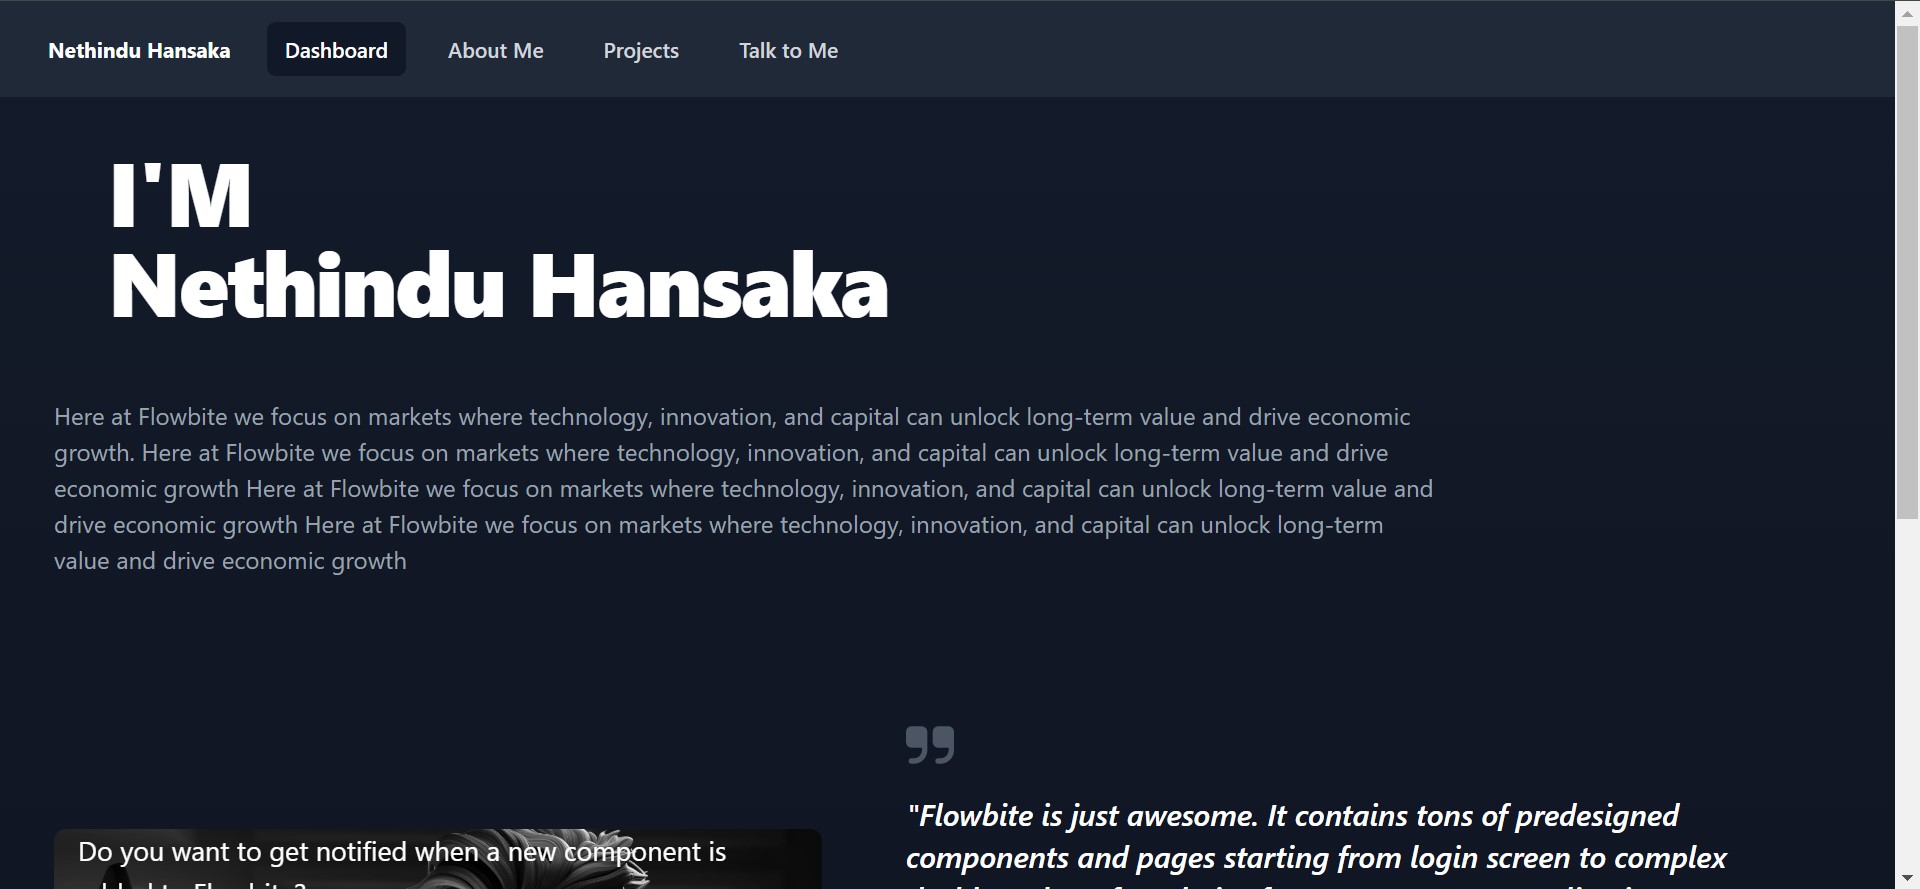 Nethindu Hansaka Dashboard About Me Projects Talk to Me
I'M
Nethindu Hansaka
Here at Flowbite we focus on markets where technology, innovation, and capital can unlock long-term value and drive economic
growth. Here at Flowbite we focus on markets where technology, innovation, and capital can unlock long-term value and drive
economic growth Here at Flowbite we focus on markets where technology, innovation, and capital can unlock long-term value and
drive economic growth Here at Flowbite we focus on markets where technology, innovation, and capital can unlock long-term
value and drive economic growth
"Flowbite is just awesome. It contains tons of predesigned
components and pages starting from login screen to complex
Do you want to get notified when a new component is